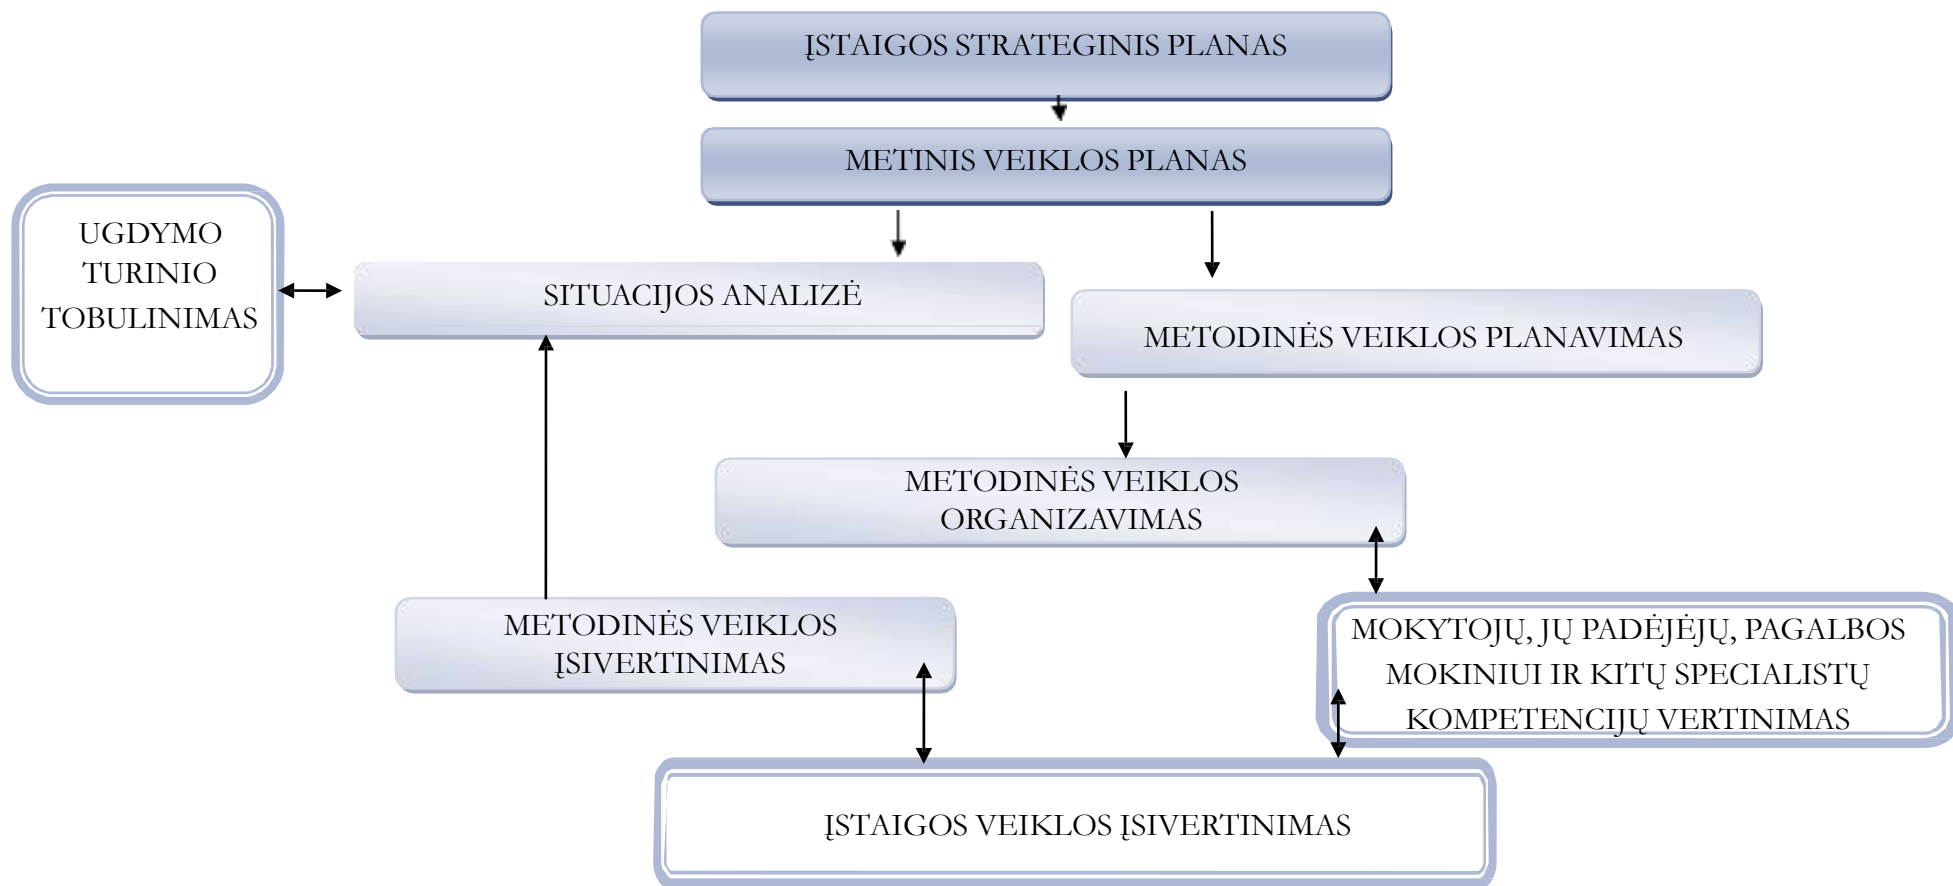 ĮSTAIGOS STRATEGINIS PLANAS
METINIS VEIKLOS PLANAS
UGDYMO
TURINIO
TOBULINIMAS
SITUACIJOS ANALIZĖ
METODINĖS VEIKLOS PLANAVIMAS
METODINĖS VEIKLOS
ORGANIZAVIMAS
METODINĖS VEIKLOS
ĮSIVERTINIMAS
MOKYTOJŲ, JŲ PADĖJĖJŲ, PAGALBOS
MOKINIUI IR KITŲ SPECIALISTŲ
KOMPETENCIJŲ VERTINIMAS
ĮSTAIGOS VEIKLOS ĮSIVERTINIMAS